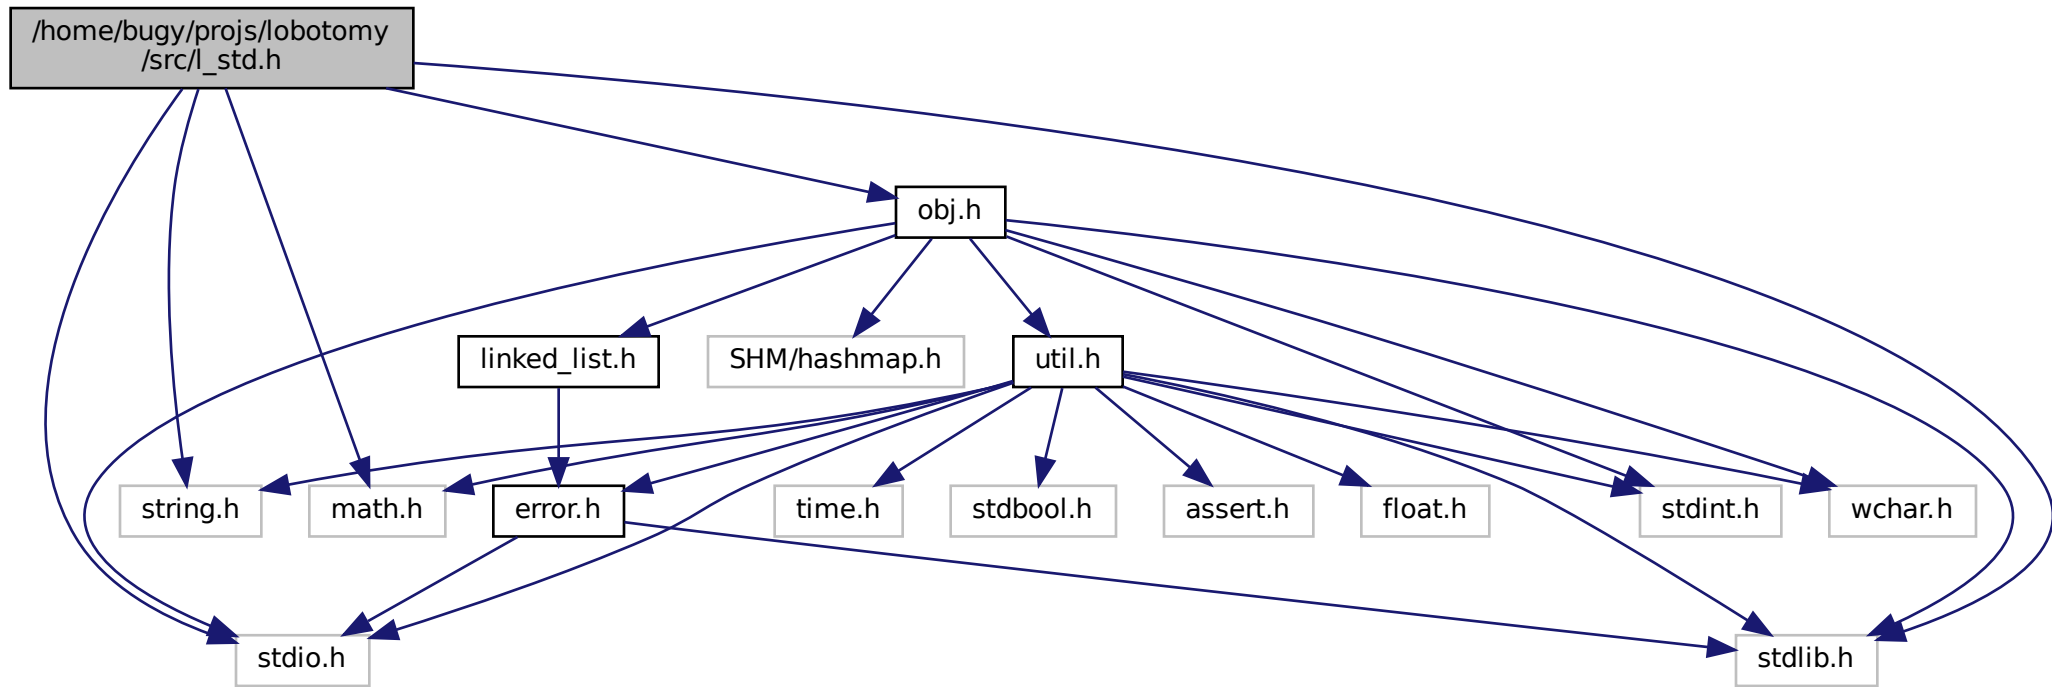 /home/bugy/projs/lobotomy
/src/l_std.h
obj.h
linked_list.h
SHM/hashmap.h
util.h
string.h
math.h
error.h
time.h
stdbool.h
assert.h
float.h
stdint.h
wchar.h
stdio.h
stdlib.h